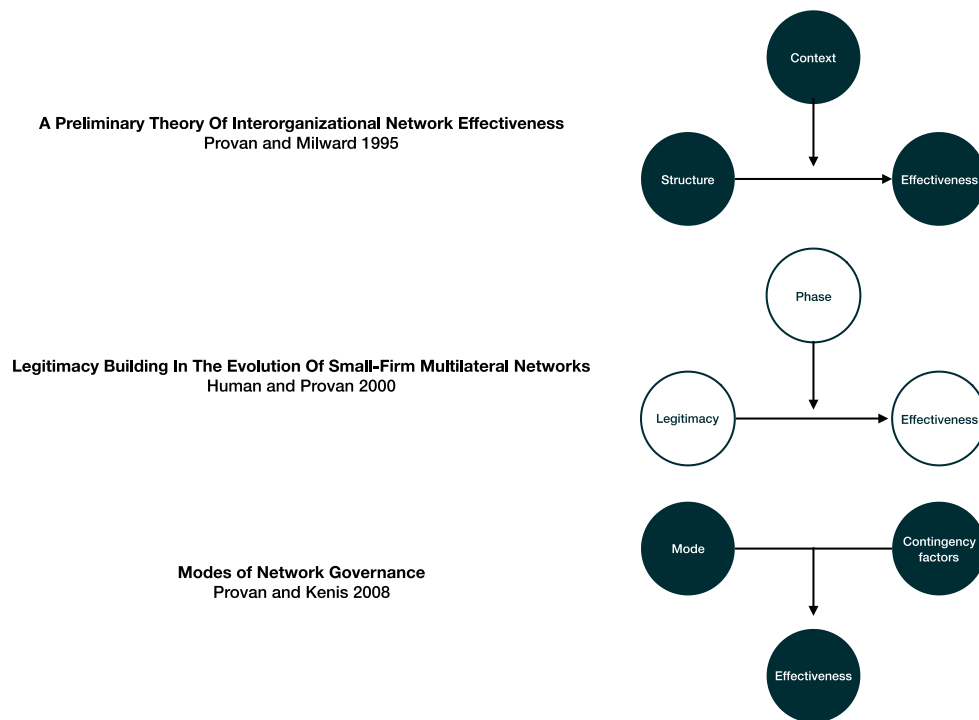 Context
A Preliminary Theory Of Interorganizational Network Effectiveness
Provan and Milward 1995
Structure
Effectiveness
Phase
Legitimacy Building In The Evolution Of Small-Firm Multilateral Networks
Human and Provan 2000
Legitimacy
Effectiveness
Mode
Contingency
factors
Modes of Network Governance
Provan and Kenis 2008
Effectiveness